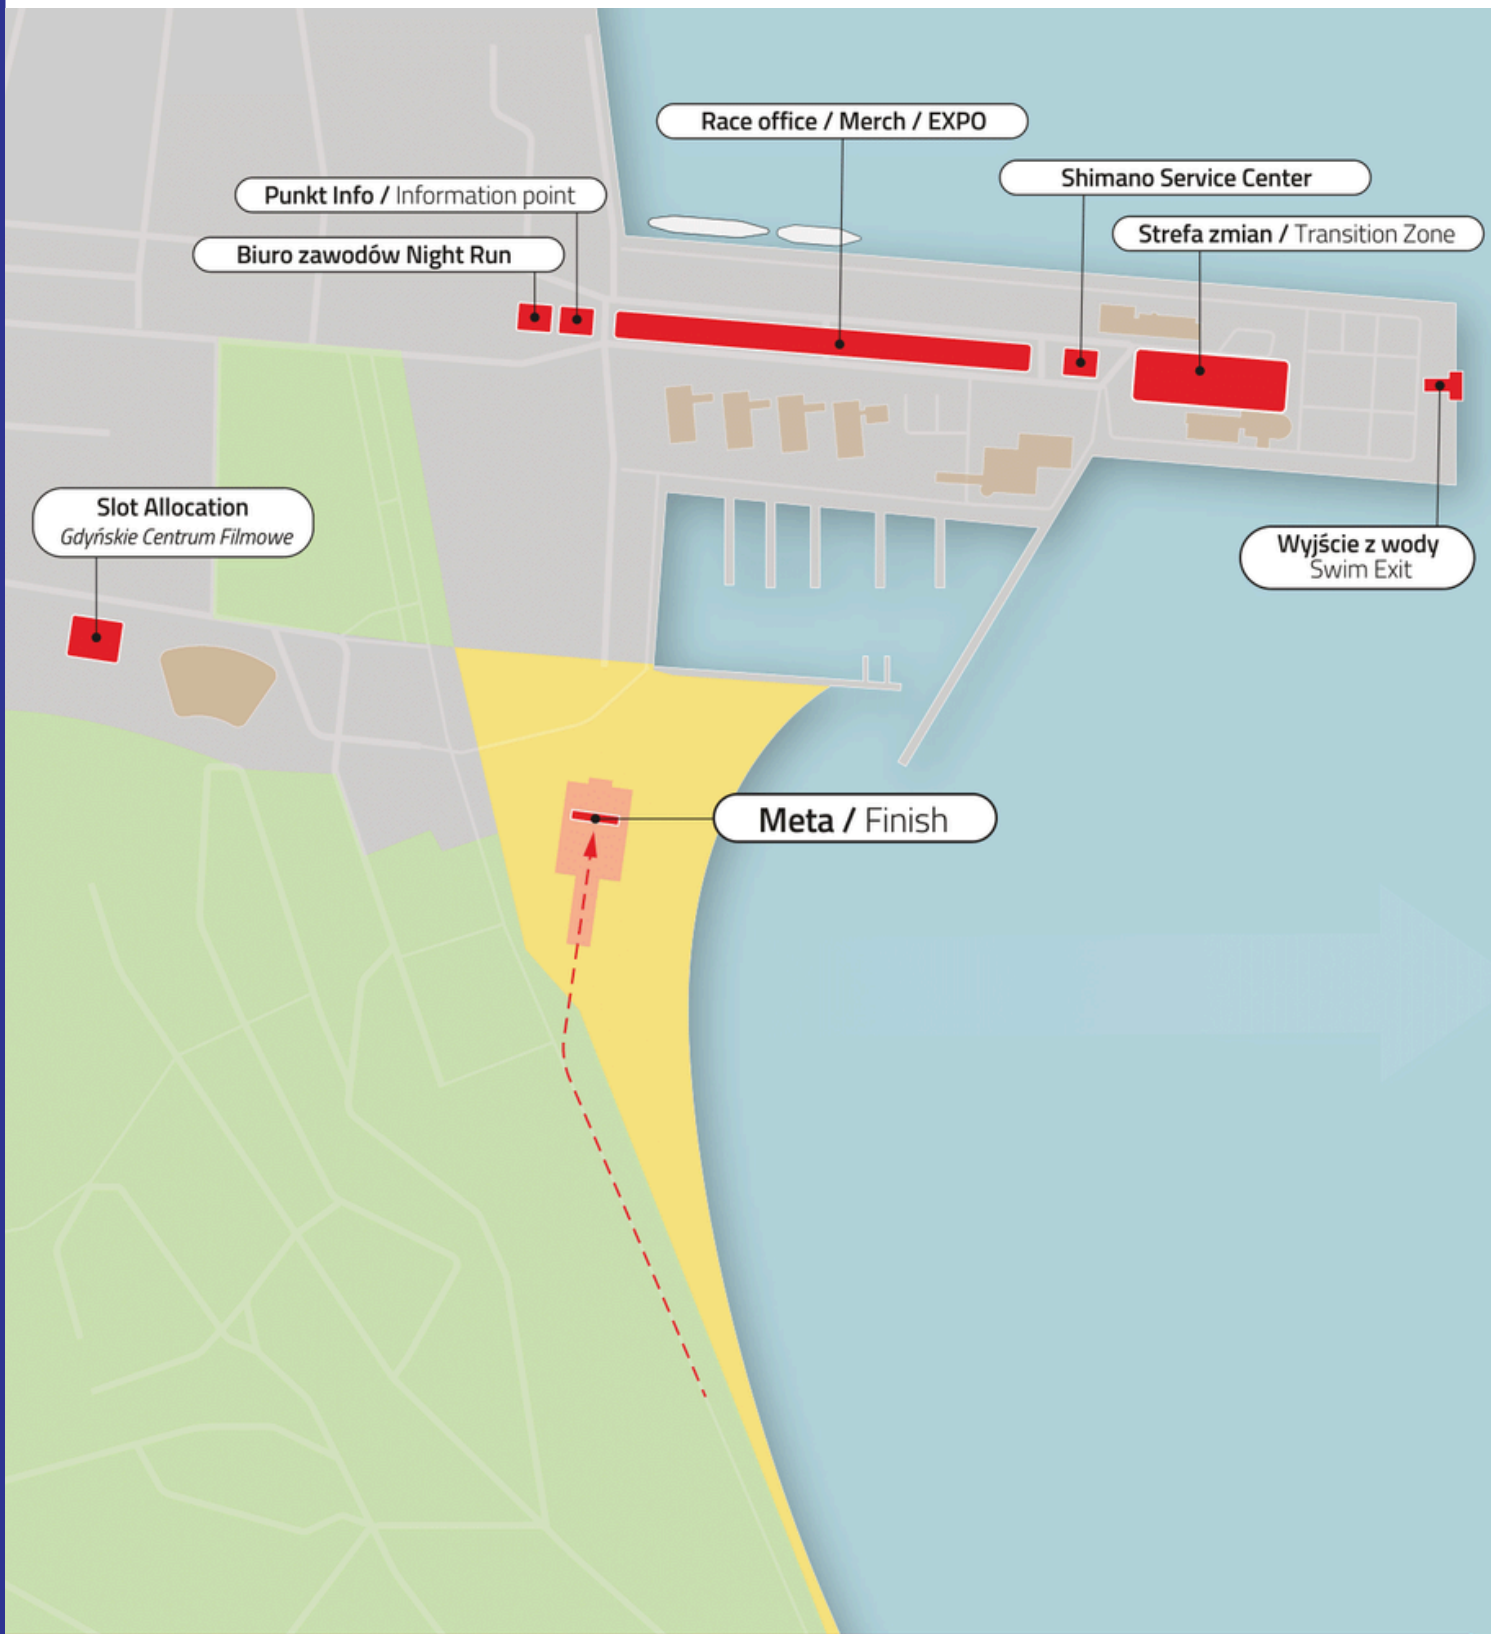 Race office / Merch / EXPO
Shimano Service Center
Punkt Info / Information point
Strefa zmian / Transition Zone
Biuro zawodów Night Run
Slot Allocation
Gdyńskie Centrum Filmowe
Wyjście z wody
Swim Exit
Meta / Finish